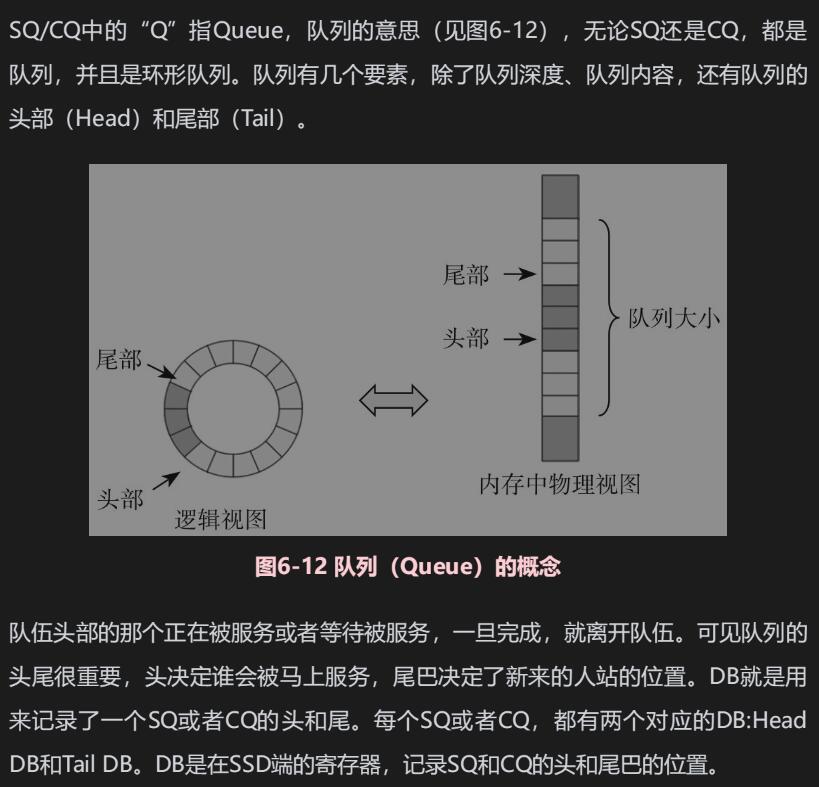 SQ/CQ中的“Q”指Queue，队列的意思（见图6-12），无论SQ还是CQ，都是
队列，并且是环形队列。队列有几个要素，除了队列深度、队列内容，还有队列的
头部（Head）和尾部（Tail）。
尾部
头部
队列大小
尾部
头部
内存中物理视图
逻辑视图
图6-12 队列（Queue）的概念
队伍头部的那个正在被服务或者等待被服务，一旦完成，就离开队伍。可见队列的
头尾很重要，头决定谁会被马上服务，尾巴决定了新来的人站的位置。DB就是用
来记录了一个SQ或者CQ的头和尾。每个SQ或者CQ，都有两个对应的DB:Head
DB和Tail DB。DB是在SSD端的寄存器，记录SQ和CQ的头和尾巴的位置。